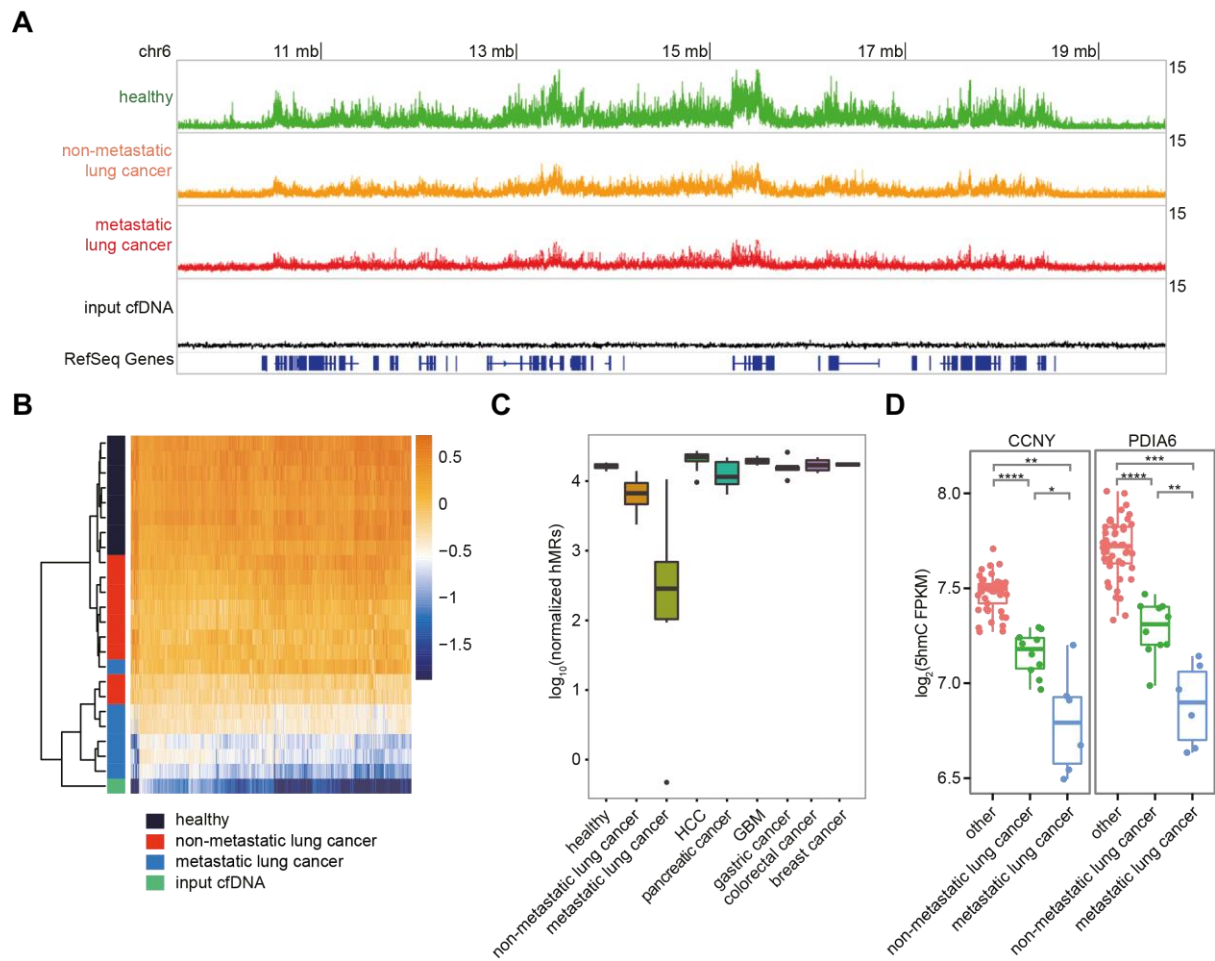 A
chr6
11 mb
13 mb
15 mb
17 mb
19 mb
15
healthy
15
non-metastatic
lung cancer
15
metastatic
lung cancer
15
input cfDNA
RefSeq Genes
B
0.5
0
−0.5
−1
−1.5
healthy
non-metastatic lung cancer
metastatic lung cancer
input cfDNA
C
log10(normalized hMRs)
4
3
2
1
0
healthy
non-metastatic lung cancer
metastatic lung cancer
HCC
pancreatic cancer
GBM
gastric cancer
colorectal cancer
breast cancer
D
CCNY
PDIA6
** 
****
*
***
****
**
log2(5hmC FPKM)
8.0
7.5
7.0
6.5
other
non-metastatic lung cancer
metastatic lung cancer
other
non-metastatic lung cancer
metastatic lung cancer